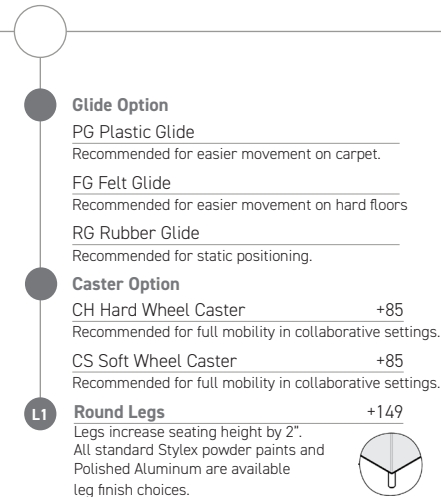 Glide Option
PG Plastic Glide
Recommended for easier movement on carpet.
FG Felt Glide
Recommended for easier movement on hard floors
RG Rubber Glide
Recommended for static positioning.
Caster Option
CH Hard Wheel Caster +85
Recommended for full mobility in collaborative settings.
CS Soft Wheel Caster +85
Recommended for full mobility in collaborative settings.
L1 Round Legs +149
Legs increase seating height by 2".
All standard Stylex powder paints and
Polished Aluminum are available
leg finish choices.